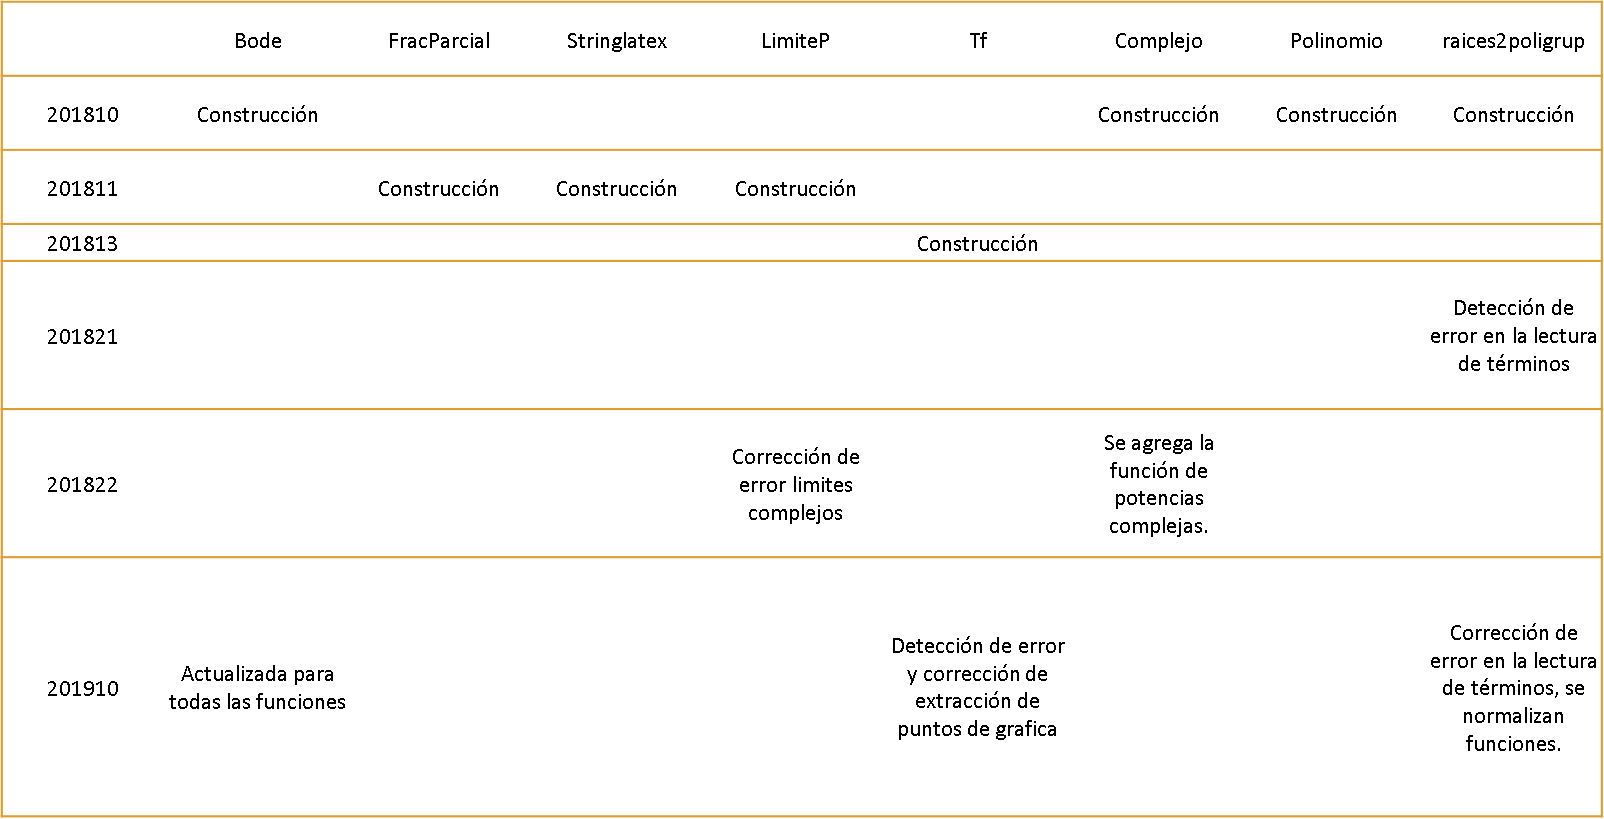 Bode FracParcial Stringlatex LimiteP Tf Complejo Polinomio raices2poligrup
201810 Construcción Construcción Construcción Construcción
201811 Construcción Construcción Construcción
201813 Construcción
201821
Detección de
error en la lectura
de términos
201822
Corrección de
error limites
complejos
Se agrega la
función de
potencias
complejas.
201910
Actualizada para
todas las funciones
Detección de error
y corrección de
extracción de
puntos de grafica
Corrección de
error en la lectura
de términos, se
normalizan
funciones.